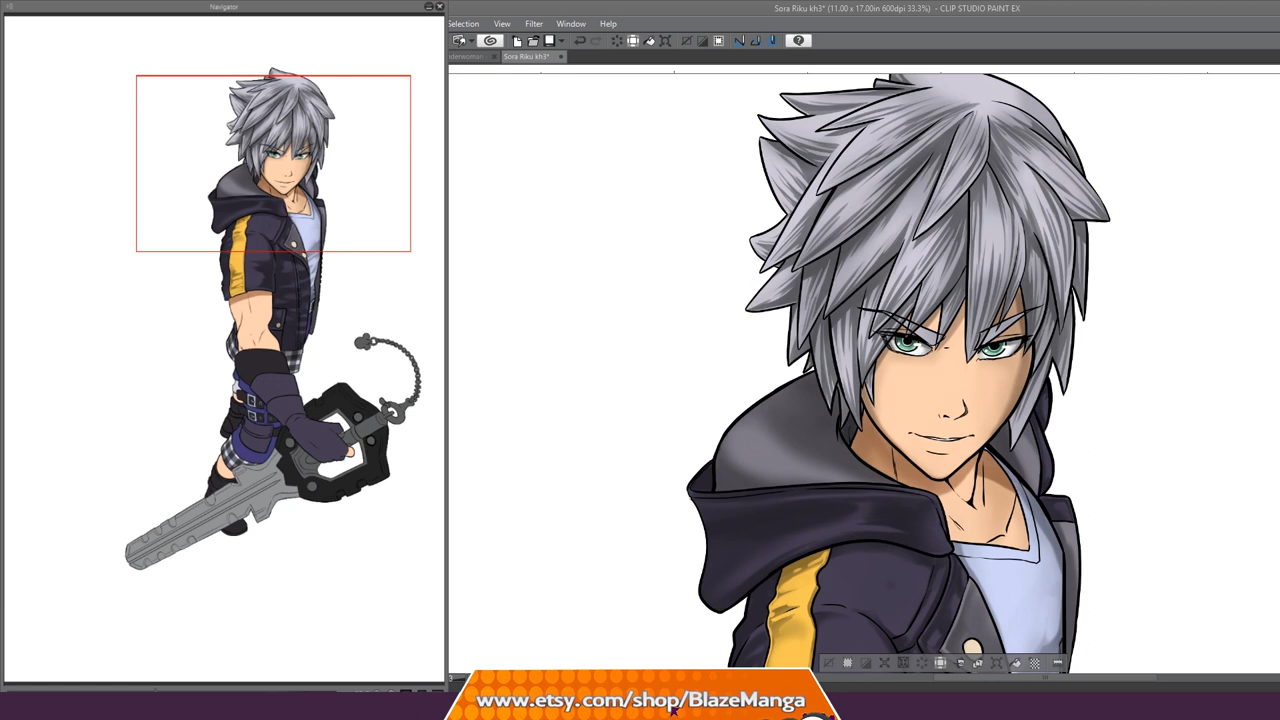 Navigator
Sora Riku kh3* (11.00 x 17.00in 600dpi 33.3%) - CLIP STUDIO PAINT EX
Selection View Filter Window Help
Sora Riku kh3*
www.etsy.com/shop/BlazeManga